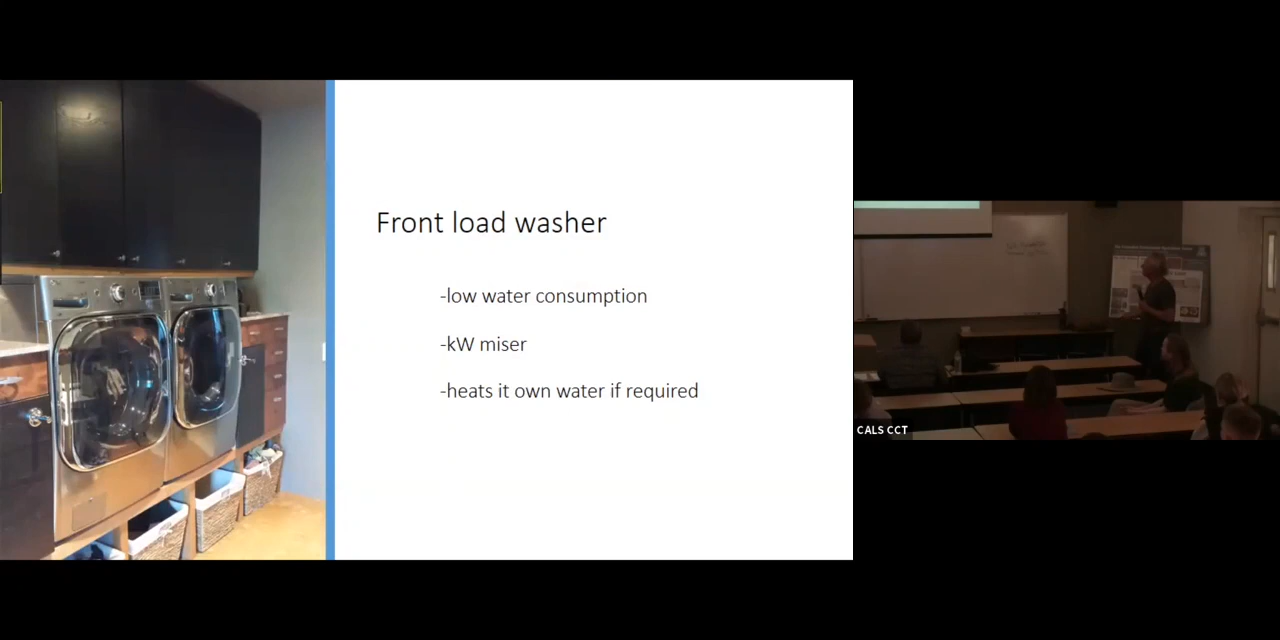 Front load washer
-low water consumption
-kW miser
-heats it own water if required
CALS CCT